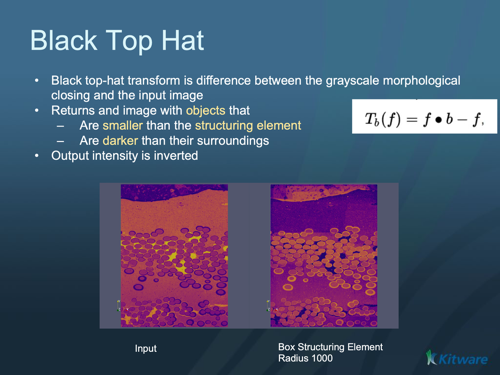 Black Top Hat
• Black top-hat transform is difference between the grayscale morphological
closing and the input image
• Returns and image with objects that
– Are smaller than the structuring element
– Are darker than their surroundings
• Output intensity is inverted
T_b(f) = f • b − f,
Input
Box Structuring Element
Radius 1000
Kitware